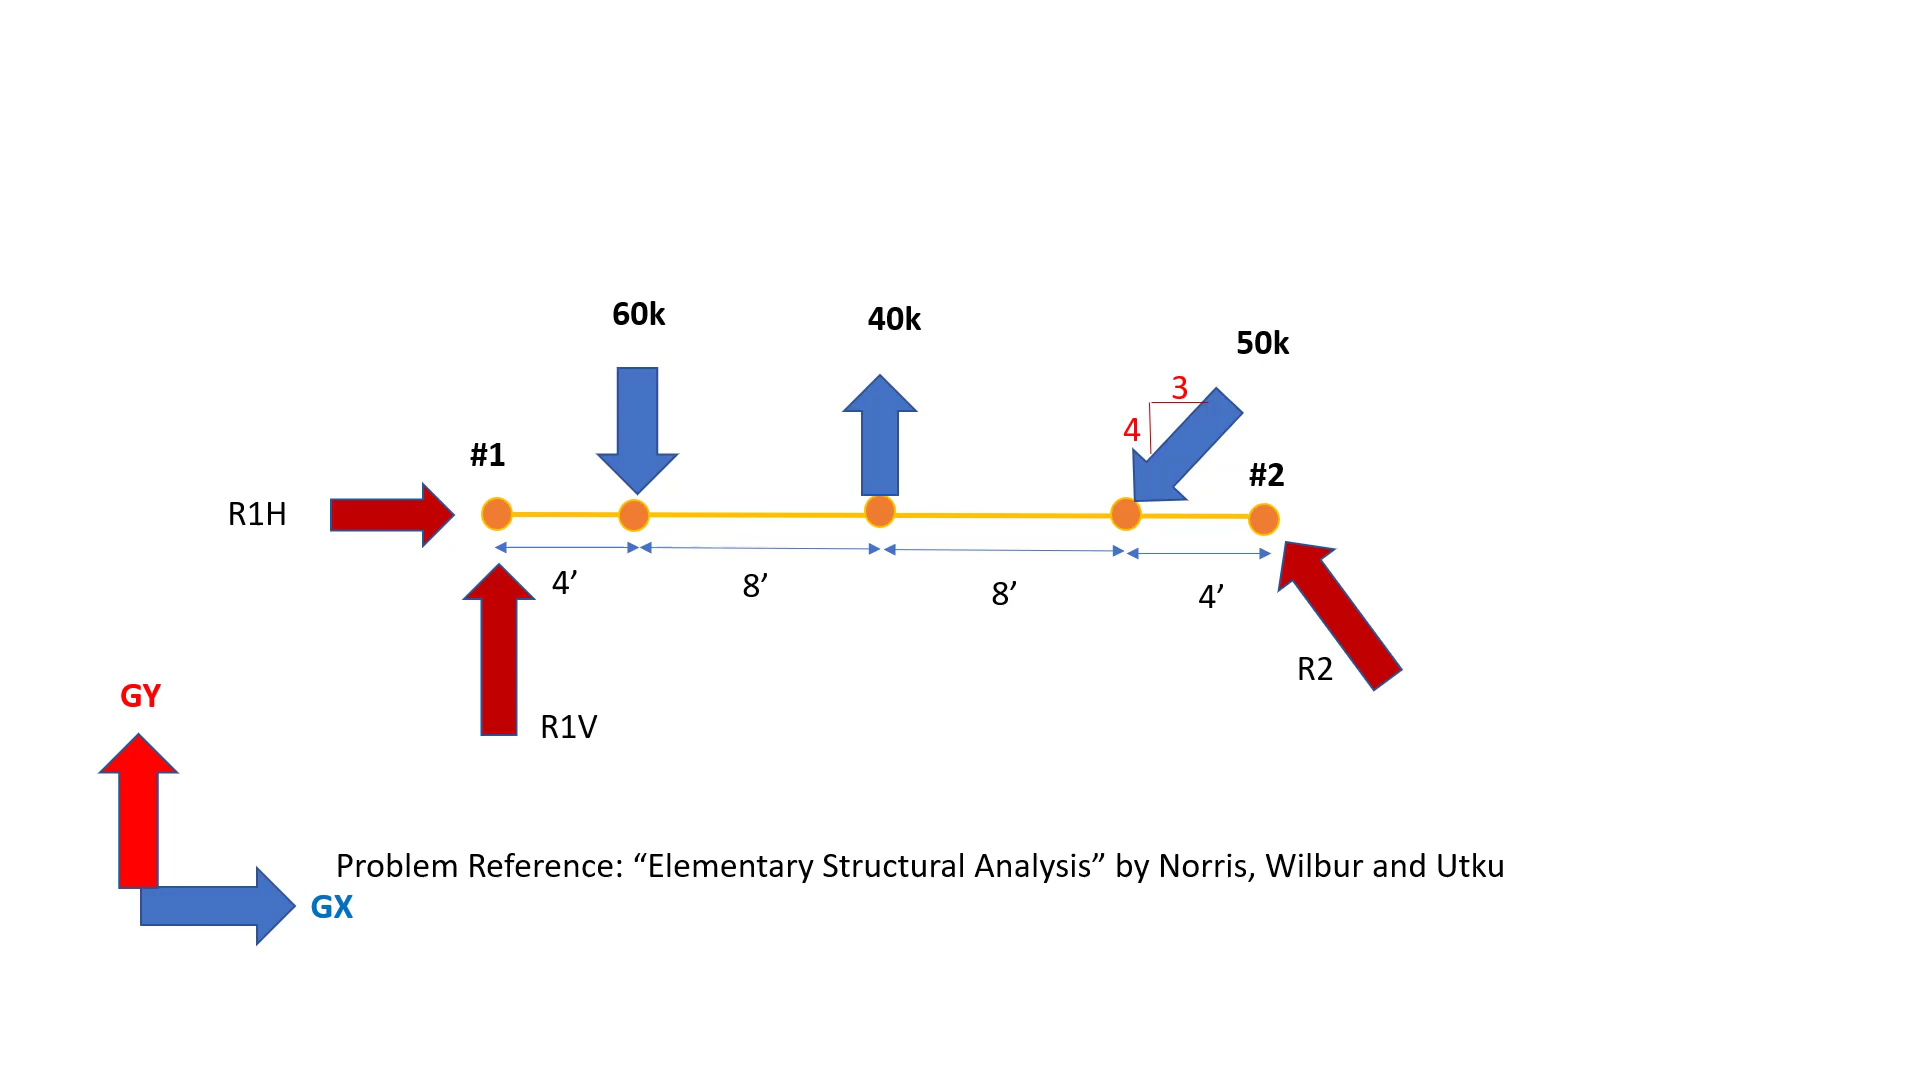 60k
40k
50k
3
4
#1
#2
R1H
4’
8’
8’
4’
R2
GY
R1V
Problem Reference: “Elementary Structural Analysis” by Norris, Wilbur and Utku
GX